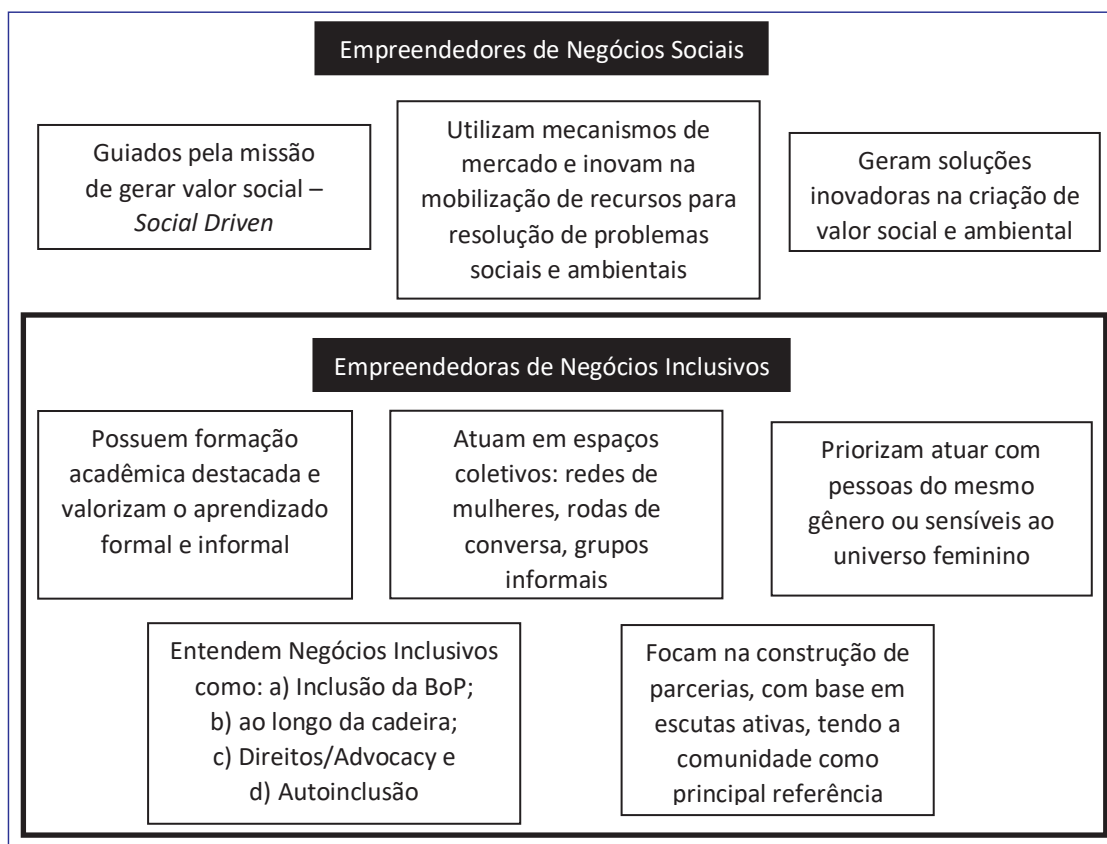 Empreendedores de Negócios Sociais
Guiados pela missão
de gerar valor social –
Social Driven
Utilizam mecanismos de
mercado e inovam na
mobilização de recursos para
resolução de problemas
sociais e ambientais
Geram soluções
inovadoras na criação de
valor social e ambiental
Empreendedoras de Negócios Inclusivos
Possuem formação
acadêmica destacada e
valorizam o aprendizado
formal e informal
Atuam em espaços
coletivos: redes de
mulheres, rodas de
conversa, grupos
informais
Priorizam atuar com
pessoas do mesmo
gênero ou sensíveis ao
universo feminino
Entendem Negócios Inclusivos
como: a) Inclusão da BoP;
b) ao longo da cadeira;
c) Direitos/Advocacy e
d) Autoinclusão
Focam na construção de
parcerias, com base em
escutas ativas, tendo a
comunidade como
principal referência